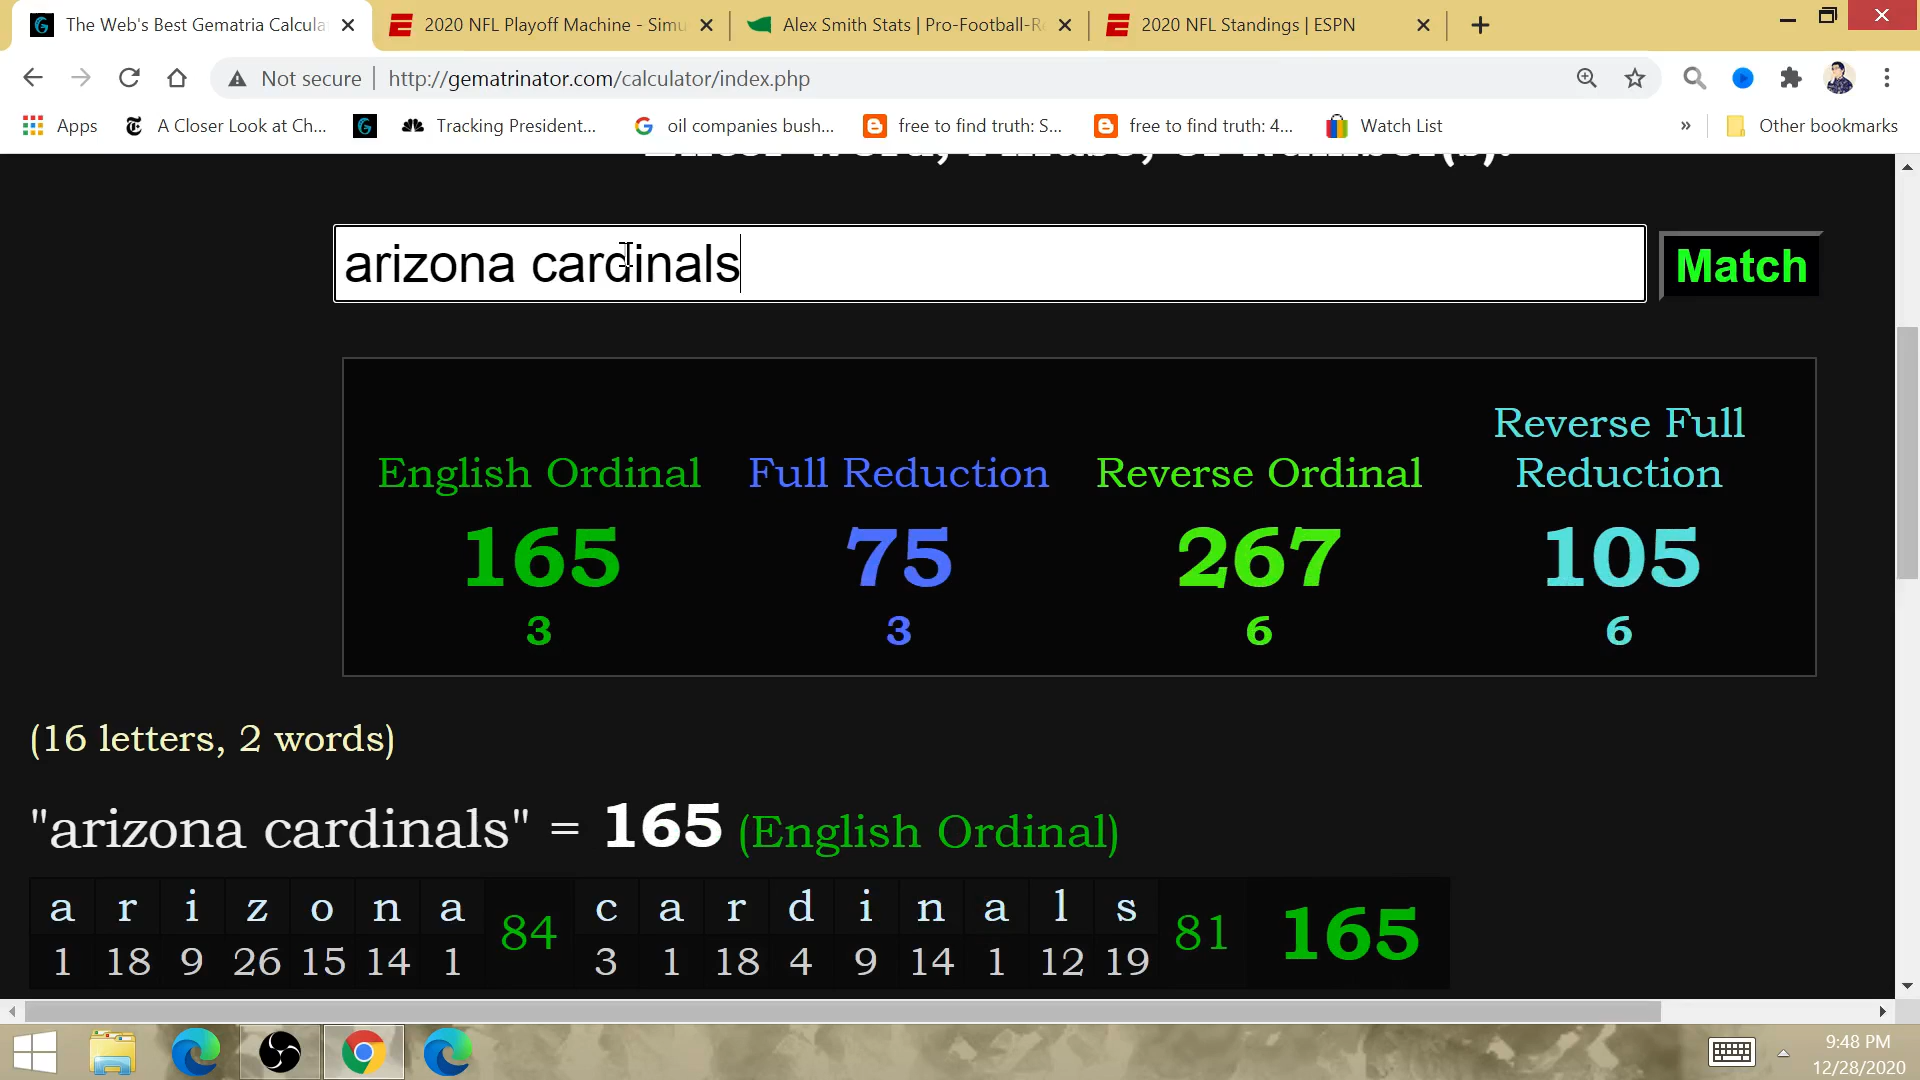 The Web's Best Gematria Calcula
2020 NFL Playoff Machine - Simu
Alex Smith Stats | Pro-Football-R
2020 NFL Standings | ESPN
Not secure
http://gematrinator.com/calculator/index.php
Apps
A Closer Look at Ch...
Tracking President...
oil companies bush...
free to find truth: S...
free to find truth: 4...
Watch List
»
Other bookmarks
Enter Word, Phrase, or Number(s):
arizona cardinals
Match
English Ordinal
Full Reduction
Reverse Ordinal
Reverse Full
Reduction
165 75 267 105
3 3 6 6
(16 letters, 2 words)
"arizona cardinals" = 165 (English Ordinal)
a r i z o n a 84 c a r d i n a l s 81 165
1 18 9 26 15 14 1 3 1 18 4 9 14 1 12 19
9:48 PM
12/28/2020